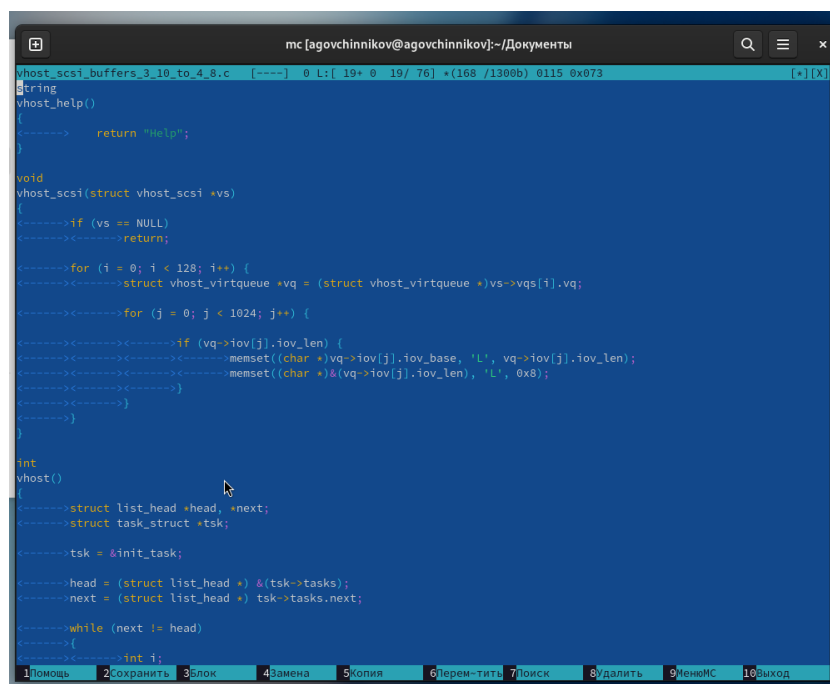 mc [agovchinnikov@agovchinnikov]:~/Документы
vhost_scsi_buffers_3_10_to_4_8.c [----] 0 L:[ 19+ 0 19/ 76] *(168 /1300b) 0115 0x073 [*][X]
string
vhost_help()
{
<------> return "Help";
}
void
vhost_scsi(struct vhost_scsi *vs)
{
<------>if (vs == NULL)
<------><------>return;
<------>for (i = 0; i < 128; i++) {
<------><------>struct vhost_virtqueue *vq = (struct vhost_virtqueue *)vs->vqs[i].vq;
<------><------>for (j = 0; j < 1024; j++) {
<------><------><------>if (vq->iov[j].iov_len) {
<------><------><------><------>memset((char *)vq->iov[j].iov_base, 'L', vq->iov[j].iov_len);
<------><------><------><------>memset((char *)&(vq->iov[j].iov_len), 'L', 0x8);
<------><------><------>}
<------><------>}
<------>}
}
int
vhost()
{
<------>struct list_head *head, *next;
<------>struct task_struct *tsk;
<------>tsk = &init_task;
<------>head = (struct list_head *) &(tsk->tasks);
<------>next = (struct list_head *) tsk->tasks.next;
<------>while (next != head)
<------>{
<------><------>int i;
1Помощь 2Сохранить 3Блок 4Замена 5Копия 6Перем~тить 7Поиск 8Удалить 9МенюMC 10Выход